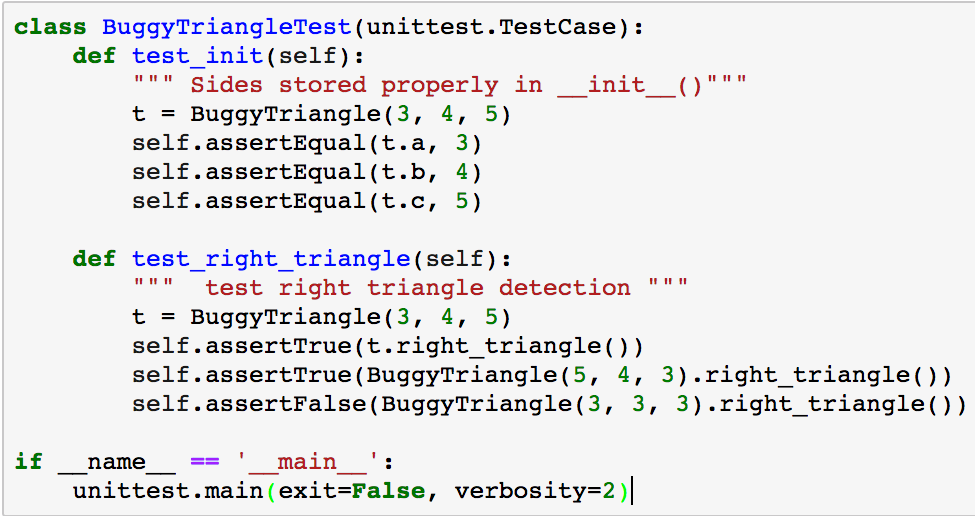 class BuggyTriangleTest(unittest.TestCase):
    def test_init(self):
        """ Sides stored properly in __init__()"""
        t = BuggyTriangle(3, 4, 5)
        self.assertEqual(t.a, 3)
        self.assertEqual(t.b, 4)
        self.assertEqual(t.c, 5)

    def test_right_triangle(self):
        """  test right triangle detection """
        t = BuggyTriangle(3, 4, 5)
        self.assertTrue(t.right_triangle())
        self.assertTrue(BuggyTriangle(5, 4, 3).right_triangle())
        self.assertFalse(BuggyTriangle(3, 3, 3).right_triangle())

if __name__ == '__main__':
    unittest.main(exit=False, verbosity=2)